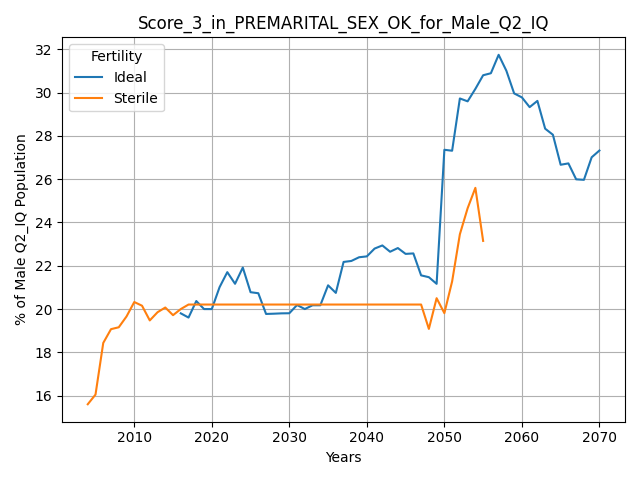 Score_3_in_PREMARITAL_SEX_OK_for_Male_Q2_IQ
Fertility
Ideal
Sterile
% of Male Q2_IQ Population
32
30
28
26
24
22
20
18
16
2010 2020 2030 2040 2050 2060 2070
Years